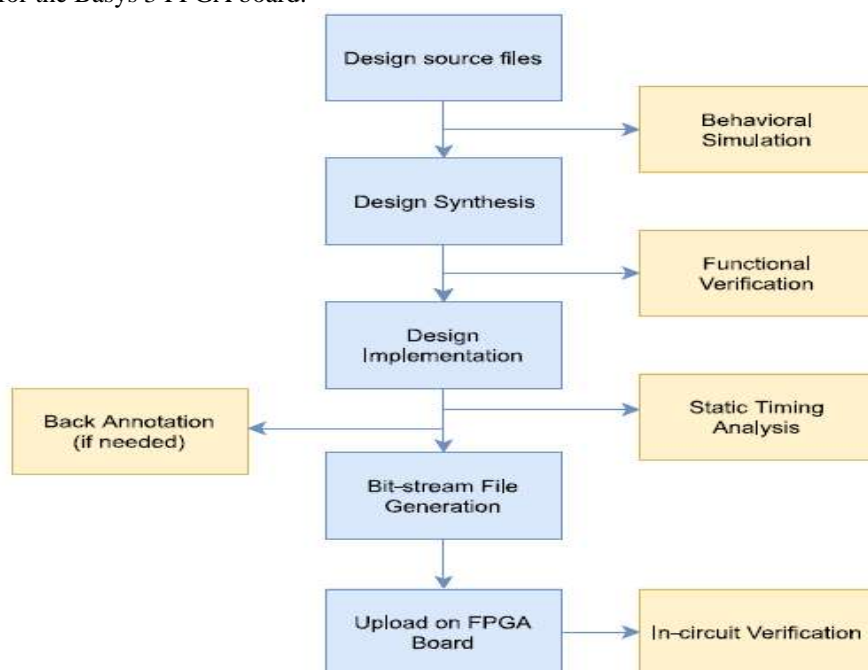 for the Basys 3 FPGA board.
Design source files
Behavioral
Simulation
Design Synthesis
Functional
Verification
Design
Implementation
Back Annotation
(if needed)
Static Timing
Analysis
Bit-stream File
Generation
Upload on FPGA
Board
In-circuit Verification